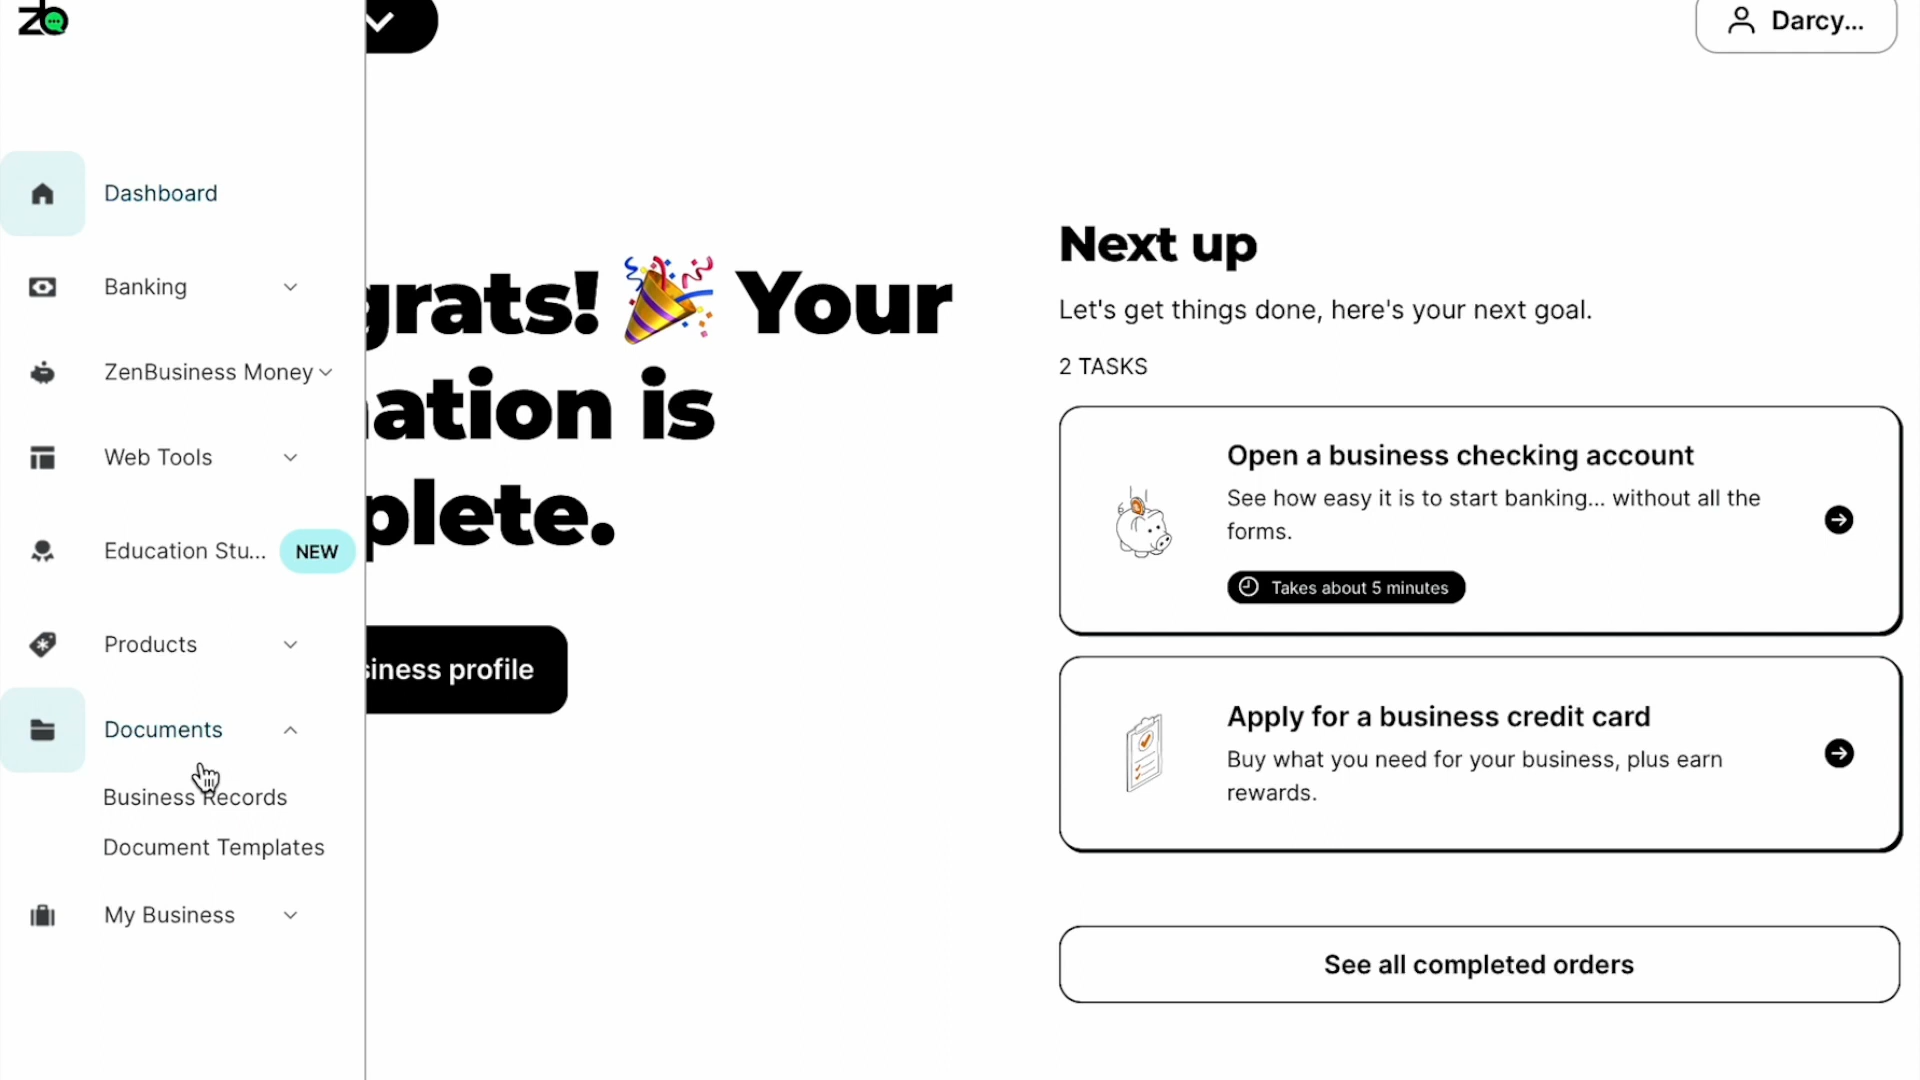 Darcy...
Dashboard
Banking
ZenBusiness Money
Web Tools
Education Stu...
NEW
Products
Documents
Business Records
Document Templates
My Business
grats! 🎉 Your
ation is
plete.
siness profile
Next up
Let's get things done, here's your next goal.
2 TASKS
Open a business checking account
See how easy it is to start banking... without all the
forms.
Takes about 5 minutes
Apply for a business credit card
Buy what you need for your business, plus earn
rewards.
See all completed orders